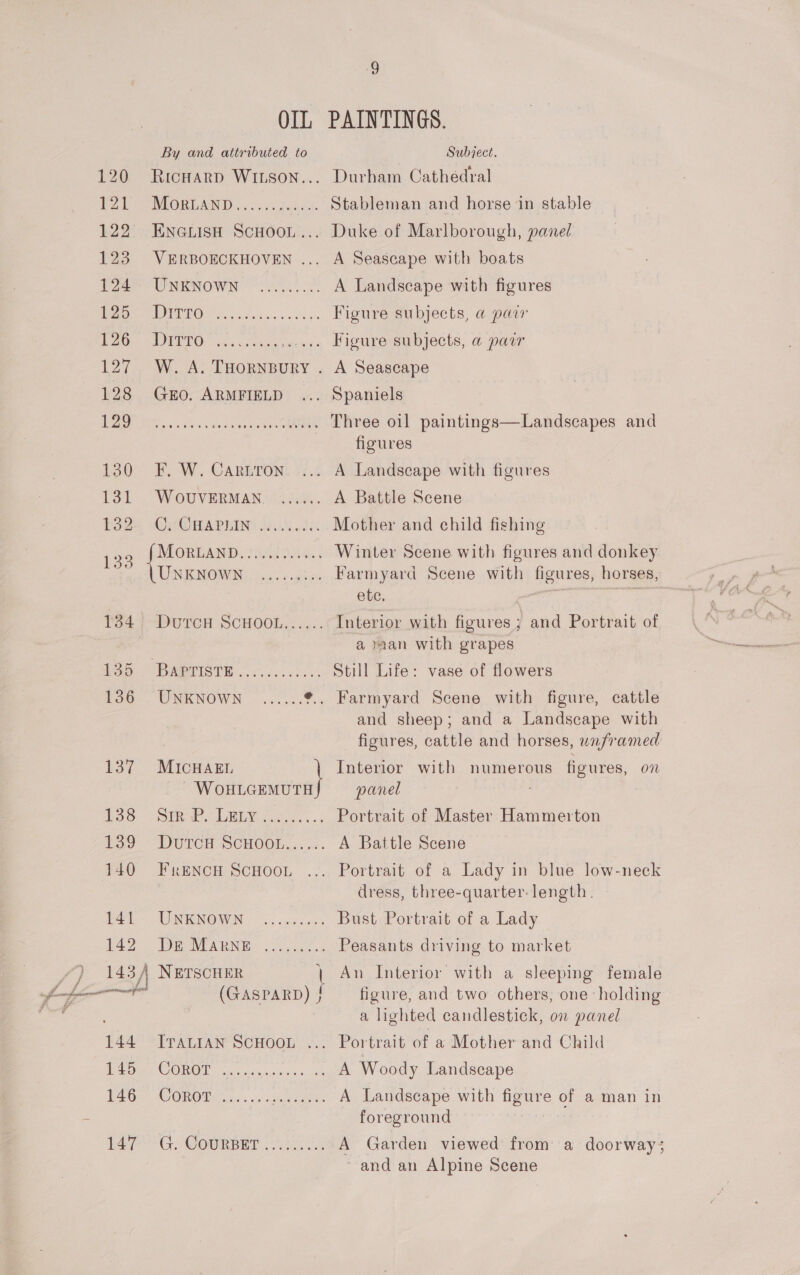 9
OIL PAINTINGS.
By and attributed to Subject.
120 RICHARD WILSON... Durham Cathedral
121 MORLAND............ Stableman and horse in stable
122 ENGLISH SCHOOL... Duke of Marlborough, panel
123 VERBOECKHOVEN ... A Seascape with boats
124 UNKNOWN ......... A Landscape with figures
125 DITTO ............... Figure subjects, a pair
126 DITTO ............... Figure subjects, a pair
127 W. A. THORNBURY . A Seascape
128 GEO. ARMFIELD ... Spaniels
129 ........................ Three oil paintings—Landscapes and
figures
130 F. W. CARLTON ... A Landscape with figures
131 WOUVERMAN ...... A Battle Scene
132 C. CHAPLIN ......... Mother and child fishing
133 { MORLAND............ Winter Scene with figures and donkey
{ UNKNOWN ......... Farmyard Scene with figures, horses,
etc.
134 DUTCH SCHOOL...... Interior with figures; and Portrait of
a man with grapes
135 BAPTISTE ............ Still Life: vase of flowers
136 UNKNOWN ......... Farmyard Scene with figure, cattle
and sheep; and a Landscape with
figures, cattle and horses, unframed
137 MICHAEL } Interior with numerous figures, on
WOHLGEMUTH } panel
138 SIR P. LELY ......... Portrait of Master Hammerton
139 DUTCH SCHOOL...... A Battle Scene
140 FRENCH SCHOOL ... Portrait of a Lady in blue low-neck
dress, three-quarter length.
141 UNKNOWN ......... Bust Portrait of a Lady
142 DE MARNE ......... Peasants driving to market
143 NETSCHER } An Interior with a sleeping female
(GASPARD) } figure, and two others, one holding
a lighted candlestick, on panel
144 ITALIAN SCHOOL ... Portrait of a Mother and Child
145 COROT ............... A Woody Landscape
146 COROT ............... A Landscape with figure of a man in
foreground
147 G. COURBET ......... A Garden viewed from a doorway;
and an Alpine Scene